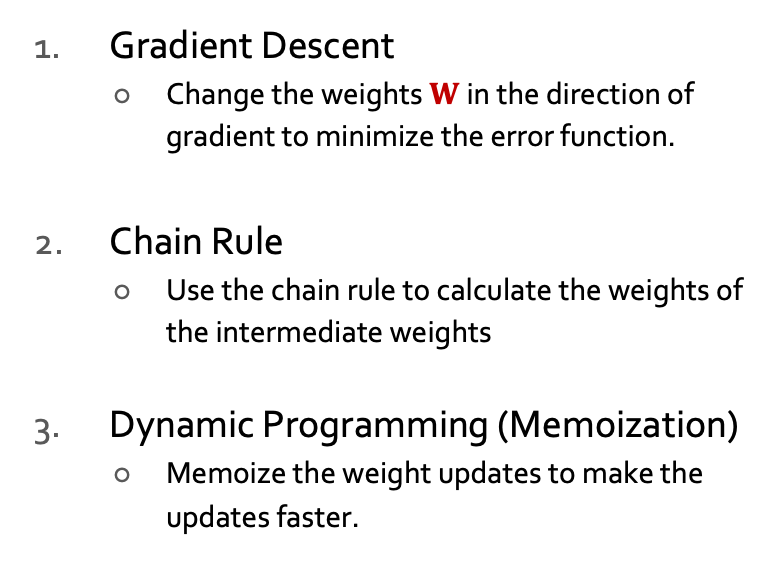 1. Gradient Descent
○ Change the weights W in the direction of
gradient to minimize the error function.
2. Chain Rule
○ Use the chain rule to calculate the weights of
the intermediate weights
3. Dynamic Programming (Memoization)
○ Memoize the weight updates to make the
updates faster.